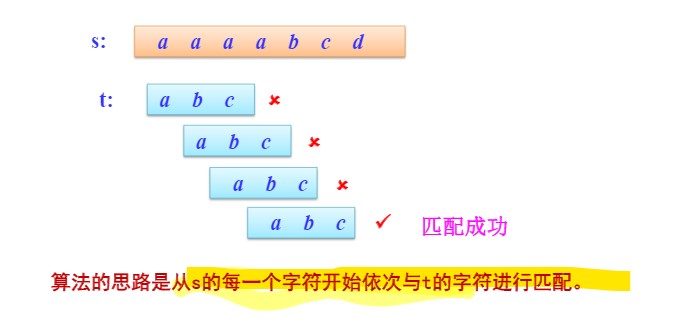 s: a a a a b c d
t: a b c ✘
a b c ✘
a b c ✘
a b c ✓ 匹配成功
算法的思路是从s的每一个字符开始依次与t的字符进行匹配。